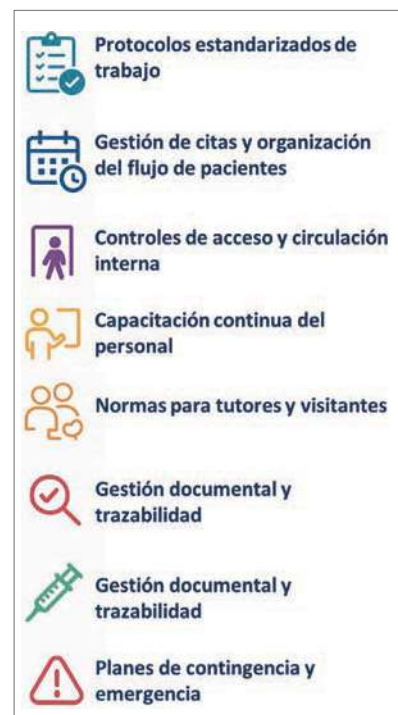 Protocolos estandarizados de
trabajo
Gestión de citas y organización
del flujo de pacientes
Controles de acceso y circulación
interna
Capacitación continua del
personal
Normas para tutores y visitantes
Gestión documental y
trazabilidad
Gestión documental y
trazabilidad
Planes de contingencia y
emergencia